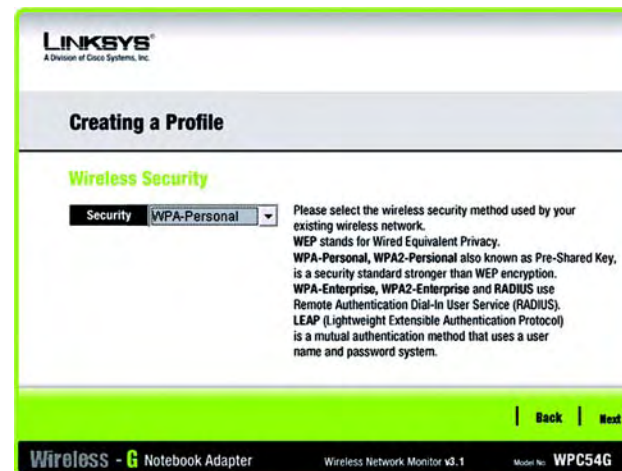 LINKSYS®
A Division of Cisco Systems, Inc.
Creating a Profile
Wireless Security
Security WPA-Personal
Please select the wireless security method used by your
existing wireless network.
WEP stands for Wired Equivalent Privacy.
WPA-Personal, WPA2-Persional also known as Pre-Shared Key,
is a security standard stronger than WEP encryption.
WPA-Enterprise, WPA2-Enterprise and RADIUS use
Remote Authentication Dial-In User Service (RADIUS).
LEAP (Lightweight Extensible Authentication Protocol)
is a mutual authentication method that uses a user
name and password system.
| Back | Next
Wireless - G Notebook Adapter Wireless Network Monitor v3.1 Model No. WPC54G